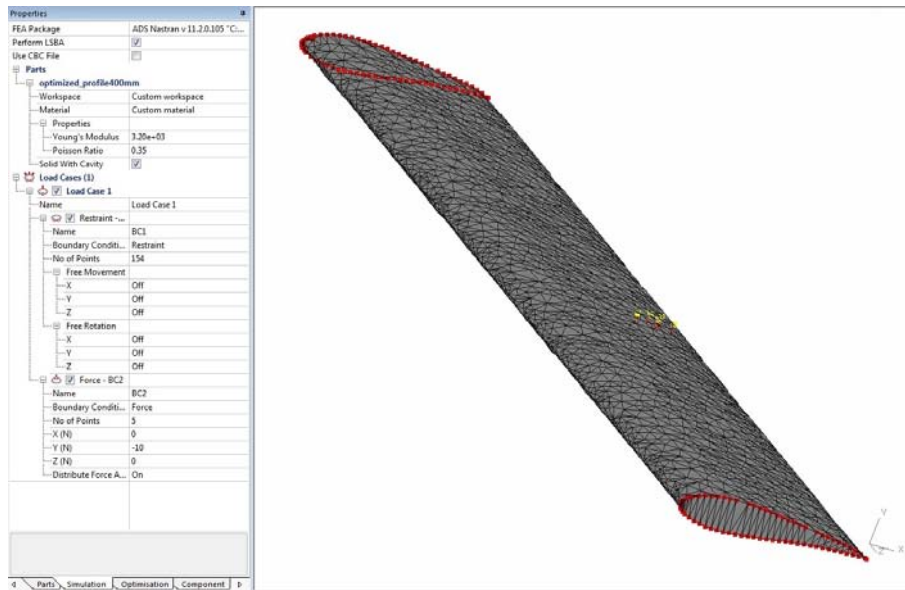 Properties
FEA Package ADS Nastran v 11.2.0.105 "C:...
Perform LSBA
Use CBC File
Parts
optimized_profile400mm
Workspace Custom workspace
Material Custom material
Properties
Young's Modulus 3.20e+03
Poisson Ratio 0.35
Solid With Cavity
Load Cases (1)
Load Case 1
Name Load Case 1
Restraint -...
Name BC1
Boundary Conditi... Restraint
No of Points 154
Free Movement
X Off
Y Off
Z Off
Free Rotation
X Off
Y Off
Z Off
Force - BC2
Name BC2
Boundary Conditi... Force
No of Points 5
X (N) 0
Y (N) -10
Z (N) 0
Distribute Force A... On
Parts Simulation Optimisation Component
Y
X
Z